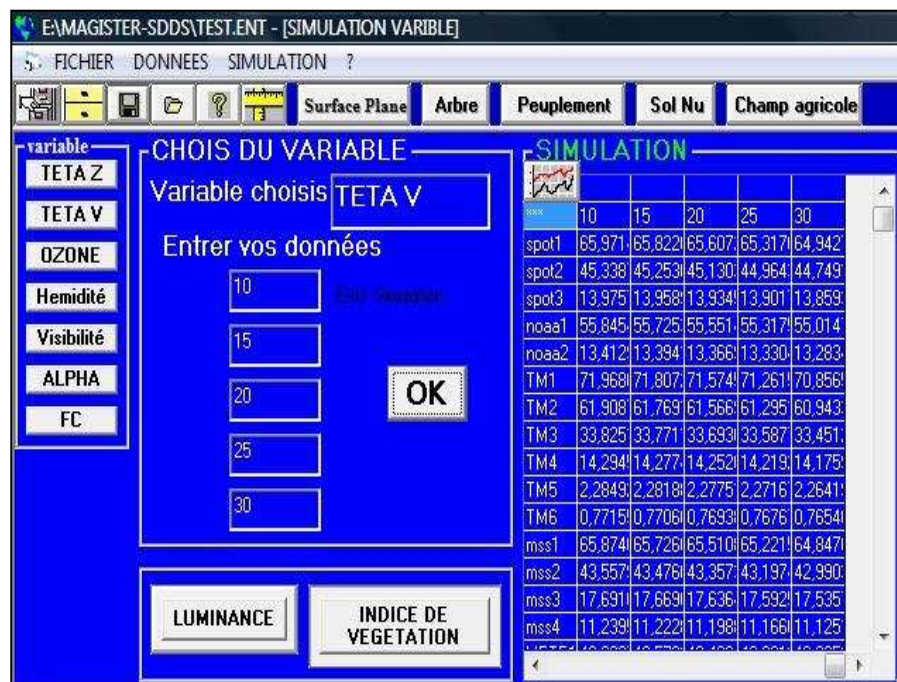 E:\MAGISTER-SDDS\TEST.ENT - [SIMULATION VARIBLE]
FICHIER DONNEES SIMULATION ?
Surface Plane Arbre Peuplement Sol Nu Champ agricole
variable
TETA Z
TETA V
OZONE
Hemidité
Visibilité
ALPHA
FC
CHOIS DU VARIABLE
Variable choisis TETA V
Entrer vos données
10
15
20
25
30
OK
LUMINANCE
INDICE DE VEGETATION
SIMULATION
*** 10 15 20 25 30
spot1 65,971 65,822 65,607 65,317 64,942
spot2 45,338 45,253 45,130 44,964 44,749
spot3 13,975 13,958 13,934 13,901 13,859
noaa1 55,845 55,725 55,551 55,317 55,014
noaa2 13,412 13,394 13,366 13,330 13,283
TM1 71,968 71,807 71,574 71,261 70,856
TM2 61,908 61,769 61,566 61,295 60,943
TM3 33,825 33,771 33,693 33,587 33,451
TM4 14,294 14,277 14,252 14,219 14,175
TM5 2,2849 2,2818 2,2775 2,2716 2,2641
TM6 0,7715 0,7706 0,7693 0,7676 0,7654
mss1 65,874 65,726 65,510 65,221 64,847
mss2 43,557 43,476 43,357 43,197 42,990
mss3 17,691 17,669 17,636 17,592 17,535
mss4 11,239 11,222 11,198 11,166 11,125